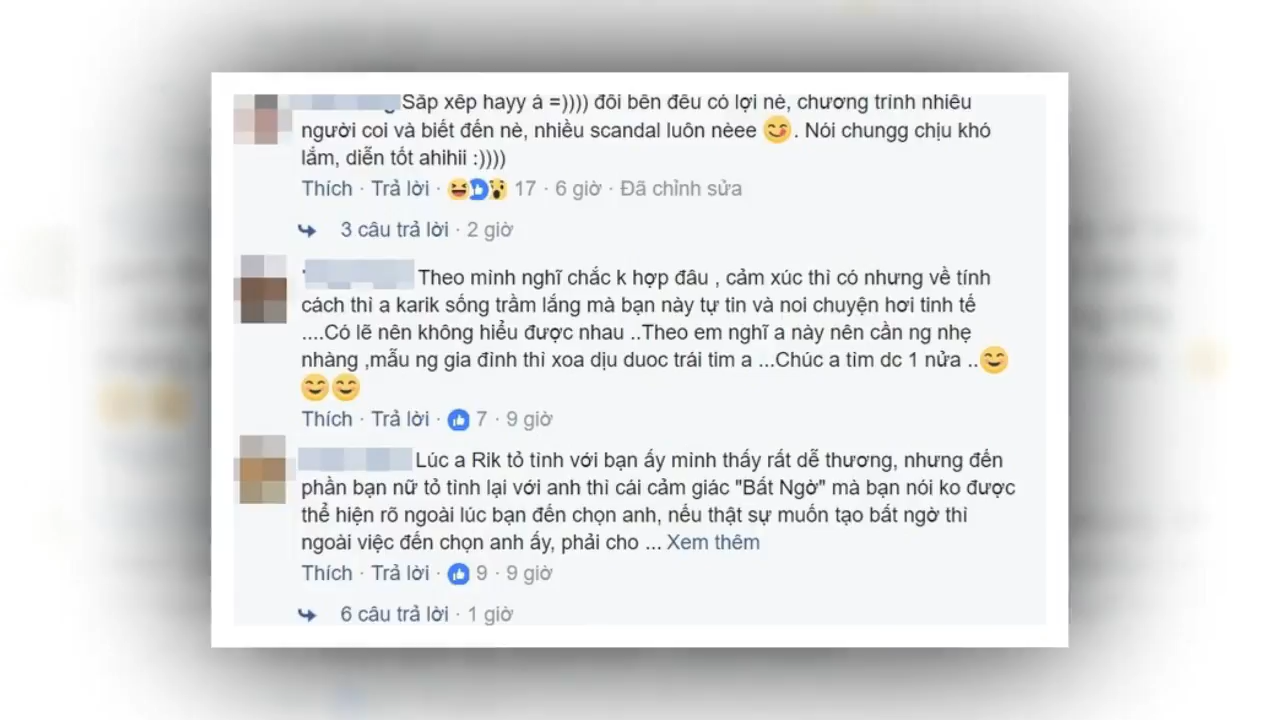 Sắp xếp hayy á =)))) đôi bên đều có lợi nè, chương trình nhiều
người coi và biết đến nè, nhiều scandal luôn nèee 😋. Nói chungg chịu khó
lắm, diễn tốt ahihii :))))
Thích · Trả lời · 17 · 6 giờ · Đã chỉnh sửa
3 câu trả lời · 2 giờ
Theo mình nghĩ chắc k hợp đâu , cảm xúc thì có nhưng về tính
cách thì a karik sống trầm lắng mà bạn này tự tin và noi chuyện hơi tinh tế
....Có lẽ nên không hiểu được nhau ..Theo em nghĩ a này nên cần ng nhẹ
nhàng ,mẫu ng gia đình thì xoa dịu duoc trái tim a ...Chúc a tìm dc 1 nửa ..😊
😊😊
Thích · Trả lời · 7 · 9 giờ
Lúc a Rik tỏ tình với bạn ấy mình thấy rất dễ thương, nhưng đến
phần bạn nữ tỏ tình lại với anh thì cái cảm giác "Bất Ngờ" mà bạn nói ko được
thể hiện rõ ngoài lúc bạn đến chọn anh, nếu thật sự muốn tạo bất ngờ thì
ngoài việc đến chọn anh ấy, phải cho ... Xem thêm
Thích · Trả lời · 9 · 9 giờ
6 câu trả lời · 1 giờ